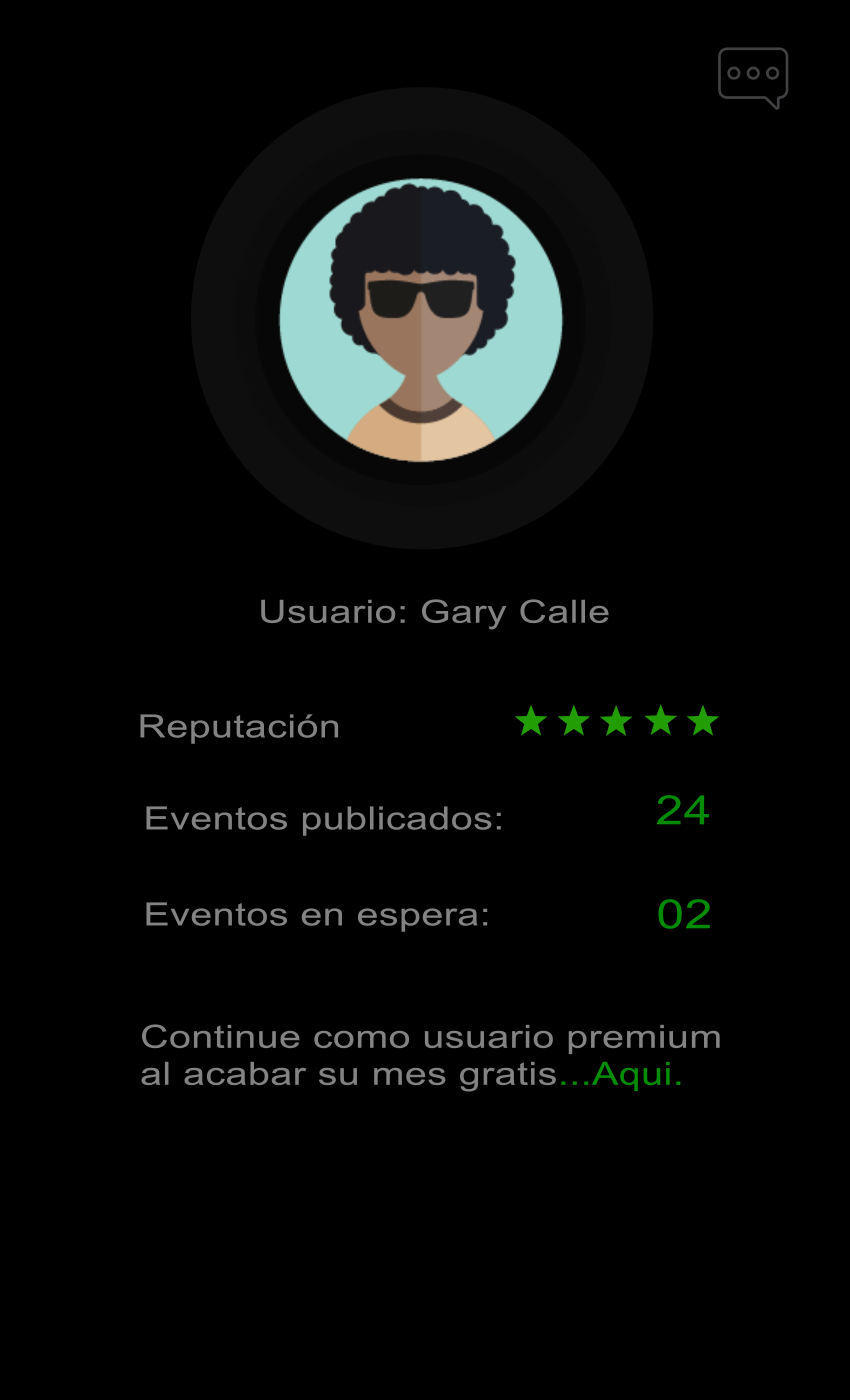 Usuario: Gary Calle
Reputación
Eventos publicados: 24
Eventos en espera: 02
Continue como usuario premium
al acabar su mes gratis...Aqui.